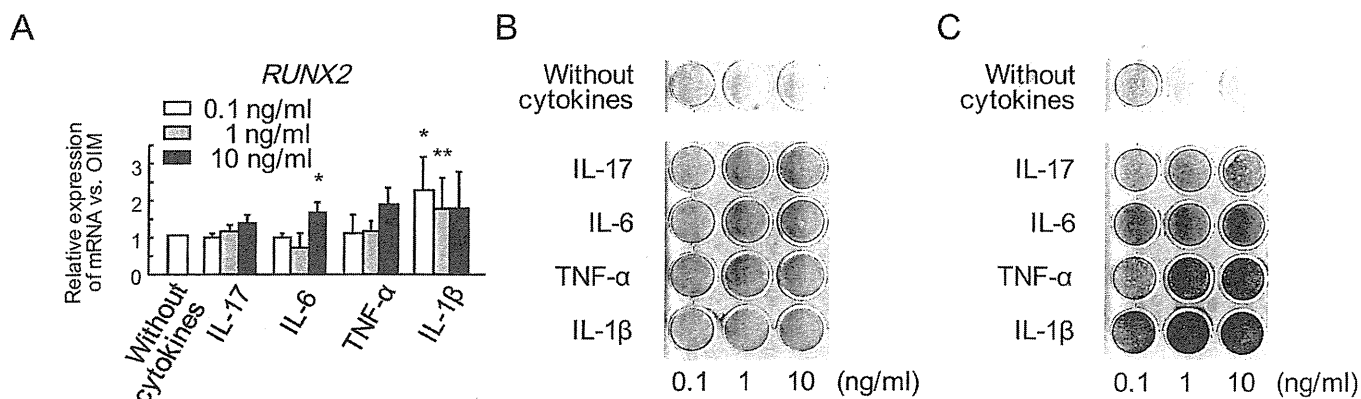 A
RUNX2
0.1 ng/ml
1 ng/ml
10 ng/ml
Relative expression
of mRNA vs. OIM
3
2
1
0
*
*
**
Without
cytokines
IL-17
IL-6
TNF-α
IL-1β
B
Without
cytokines
IL-17
IL-6
TNF-α
IL-1β
0.1 1 10 (ng/ml)
C
Without
cytokines
IL-17
IL-6
TNF-α
IL-1β
0.1 1 10 (ng/ml)